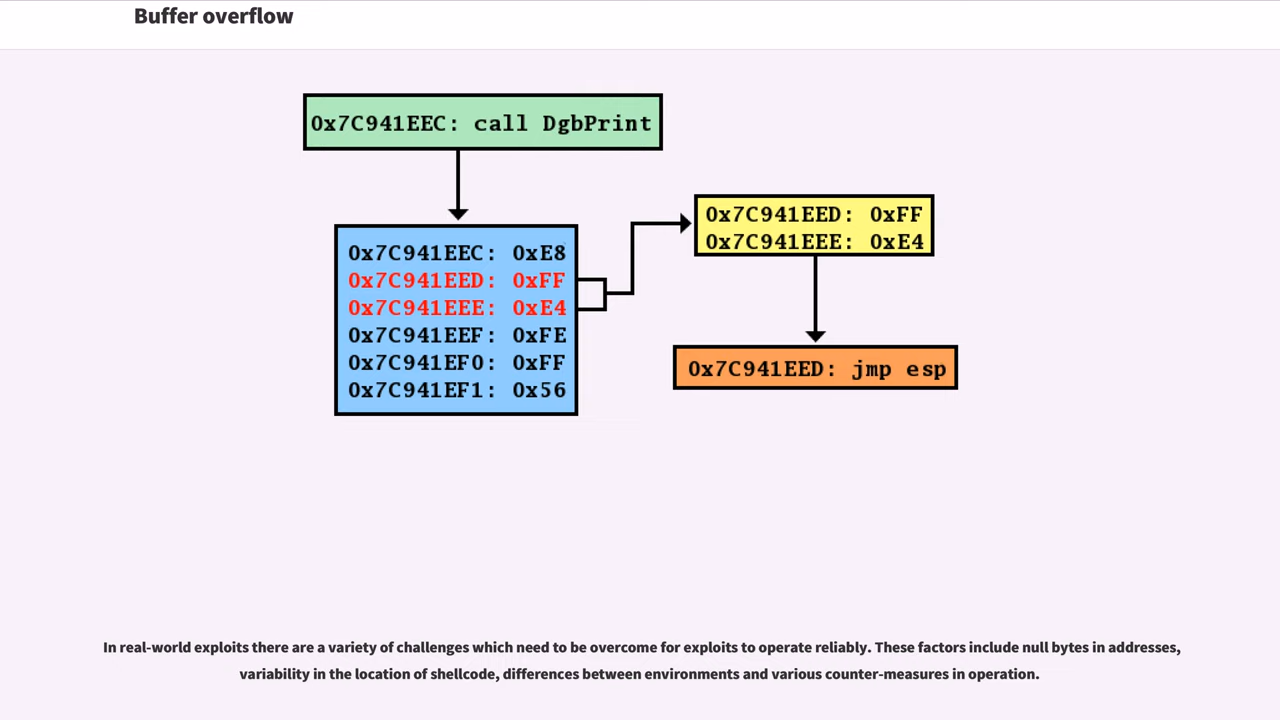 Buffer overflow
0x7C941EEC: call DgbPrint
0x7C941EEC: 0xE8
0x7C941EED: 0xFF
0x7C941EEE: 0xE4
0x7C941EEF: 0xFE
0x7C941EF0: 0xFF
0x7C941EF1: 0x56
0x7C941EED: 0xFF
0x7C941EEE: 0xE4
0x7C941EED: jmp esp
In real-world exploits there are a variety of challenges which need to be overcome for exploits to operate reliably. These factors include null bytes in addresses,
variability in the location of shellcode, differences between environments and various counter-measures in operation.